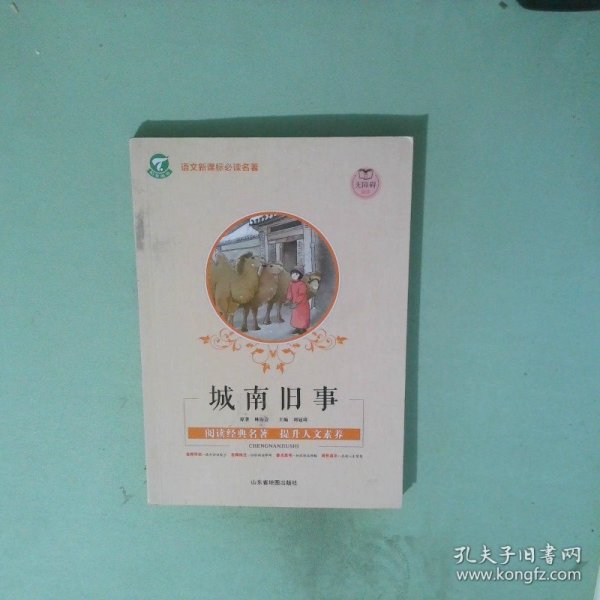 语文新课标必读名著
无障碍
城南旧事
原著 林海音 主编
阅读经典名著 提升人文素养
CHENGNANJIUSHI
山东省地图出版社
孔夫子旧书网
www.kongfz.com